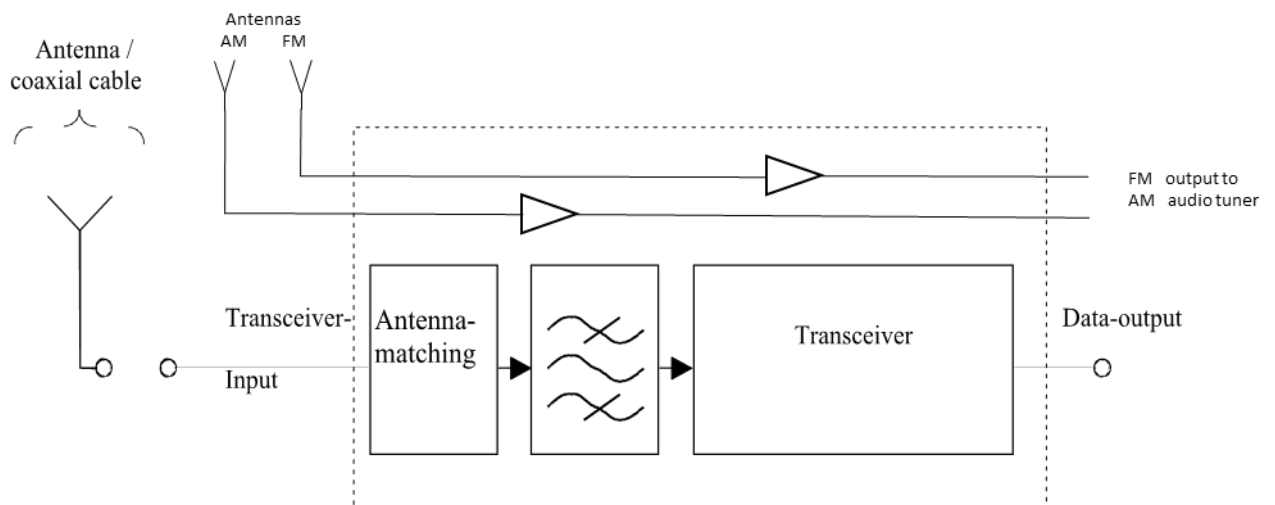 Antennas
AM FM
Antenna /
coaxial cable
FM output to
AM audio tuner
Transceiver-
Input
Antenna-
matching
Transceiver
Data-output